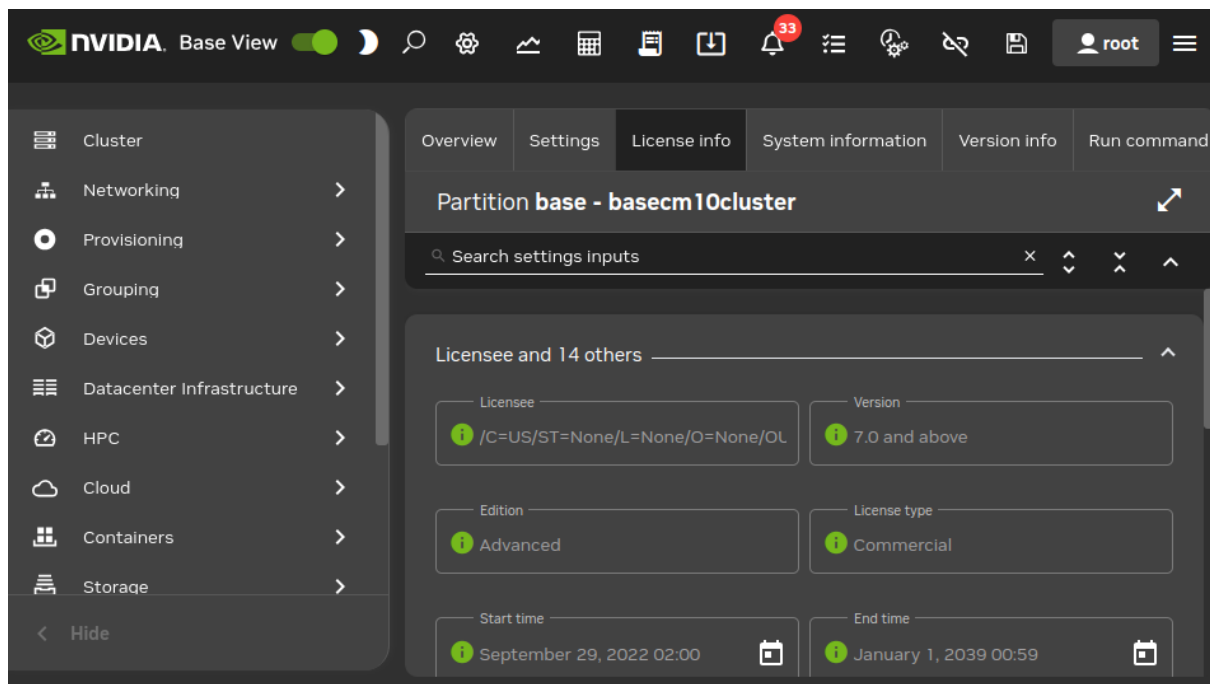 NVIDIA. Base View 33 root
Cluster
Networking
Provisioning
Grouping
Devices
Datacenter Infrastructure
HPC
Cloud
Containers
Storage
Hide
Overview Settings License info System information Version info Run command
Partition base - basecm10cluster
Search settings inputs
Licensee and 14 others
Licensee Version
/C=US/ST=None/L=None/O=None/OU 7.0 and above
Edition License type
Advanced Commercial
Start time End time
September 29, 2022 02:00 January 1, 2039 00:59